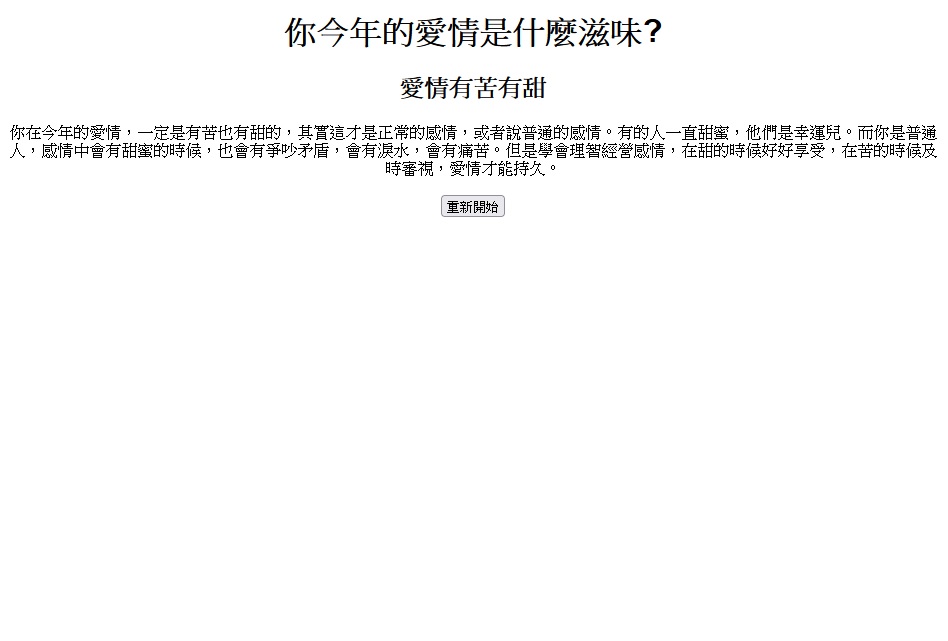 你今年的愛情是什麼滋味?
愛情有苦有甜
你在今年的愛情，一定是有苦也有甜的，其實這才是正常的感情，或者說普通的感情。有的人一直甜蜜，他們是幸運兒。而你是普通
人，感情中會有甜蜜的時候，也會有爭吵矛盾，會有淚水，會有痛苦。但是學會理智經營感情，在甜的時候好好享受，在苦的時候及
時審視，愛情才能持久。
重新開始